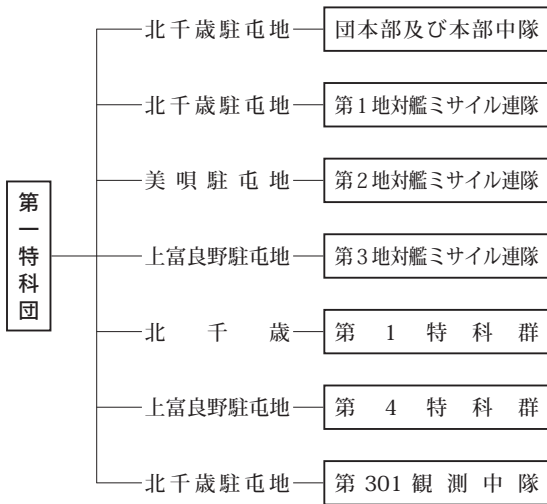 第一特科団
北千歳駐屯地 団本部及び本部中隊
北千歳駐屯地 第1地対艦ミサイル連隊
美唄駐屯地 第2地対艦ミサイル連隊
上富良野駐屯地 第3地対艦ミサイル連隊
北千歳 第1特科群
上富良野駐屯地 第4特科群
北千歳駐屯地 第301観測中隊